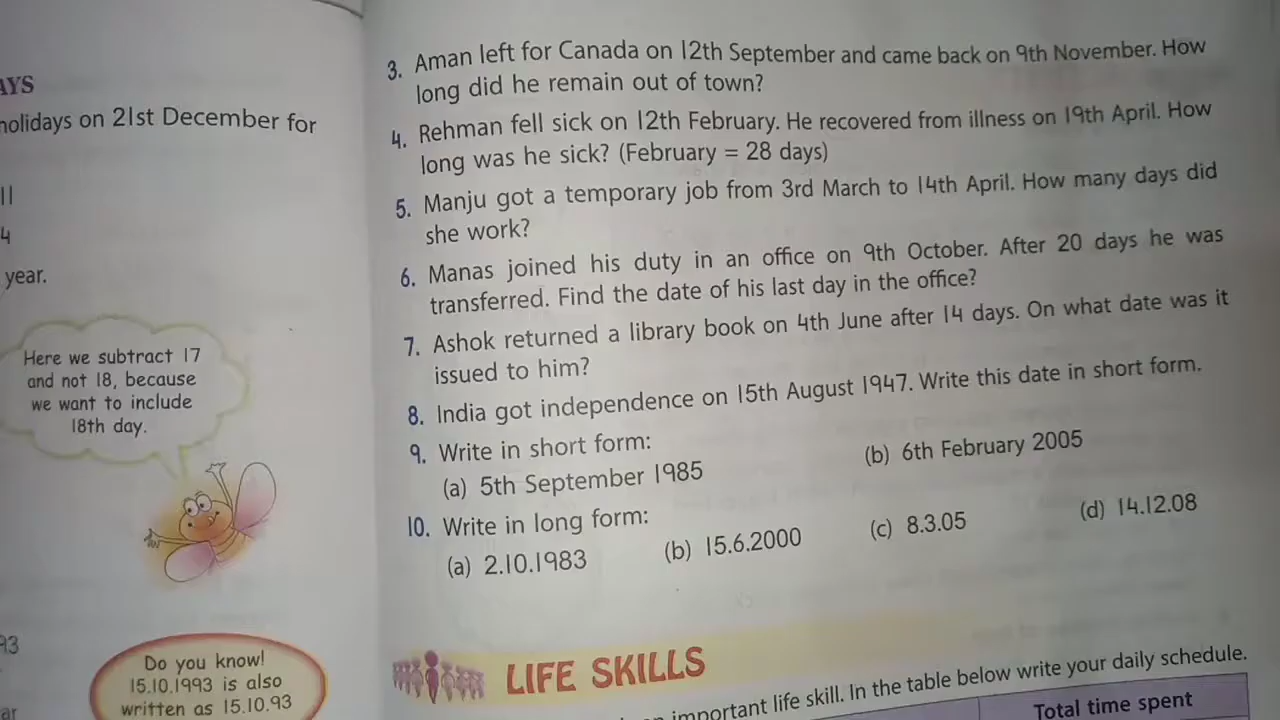 AYS
holidays on 21st December for
11
4
year.
Here we subtract 17
and not 18, because
we want to include
18th day.
93
Do you know!
15.10.1993 is also
written as 15.10.93
ar
3. Aman left for Canada on 12th September and came back on 9th November. How
long did he remain out of town?
4. Rehman fell sick on 12th February. He recovered from illness on 19th April. How
long was he sick? (February = 28 days)
5. Manju got a temporary job from 3rd March to 14th April. How many days did
she work?
6. Manas joined his duty in an office on 9th October. After 20 days he was
transferred. Find the date of his last day in the office?
7. Ashok returned a library book on 4th June after 14 days. On what date was it
issued to him?
8. India got independence on 15th August 1947. Write this date in short form.
9. Write in short form:
(a) 5th September 1985 (b) 6th February 2005
10. Write in long form:
(a) 2.10.1983 (b) 15.6.2000 (c) 8.3.05 (d) 14.12.08
LIFE SKILLS
important life skill. In the table below write your daily schedule.
Total time spent